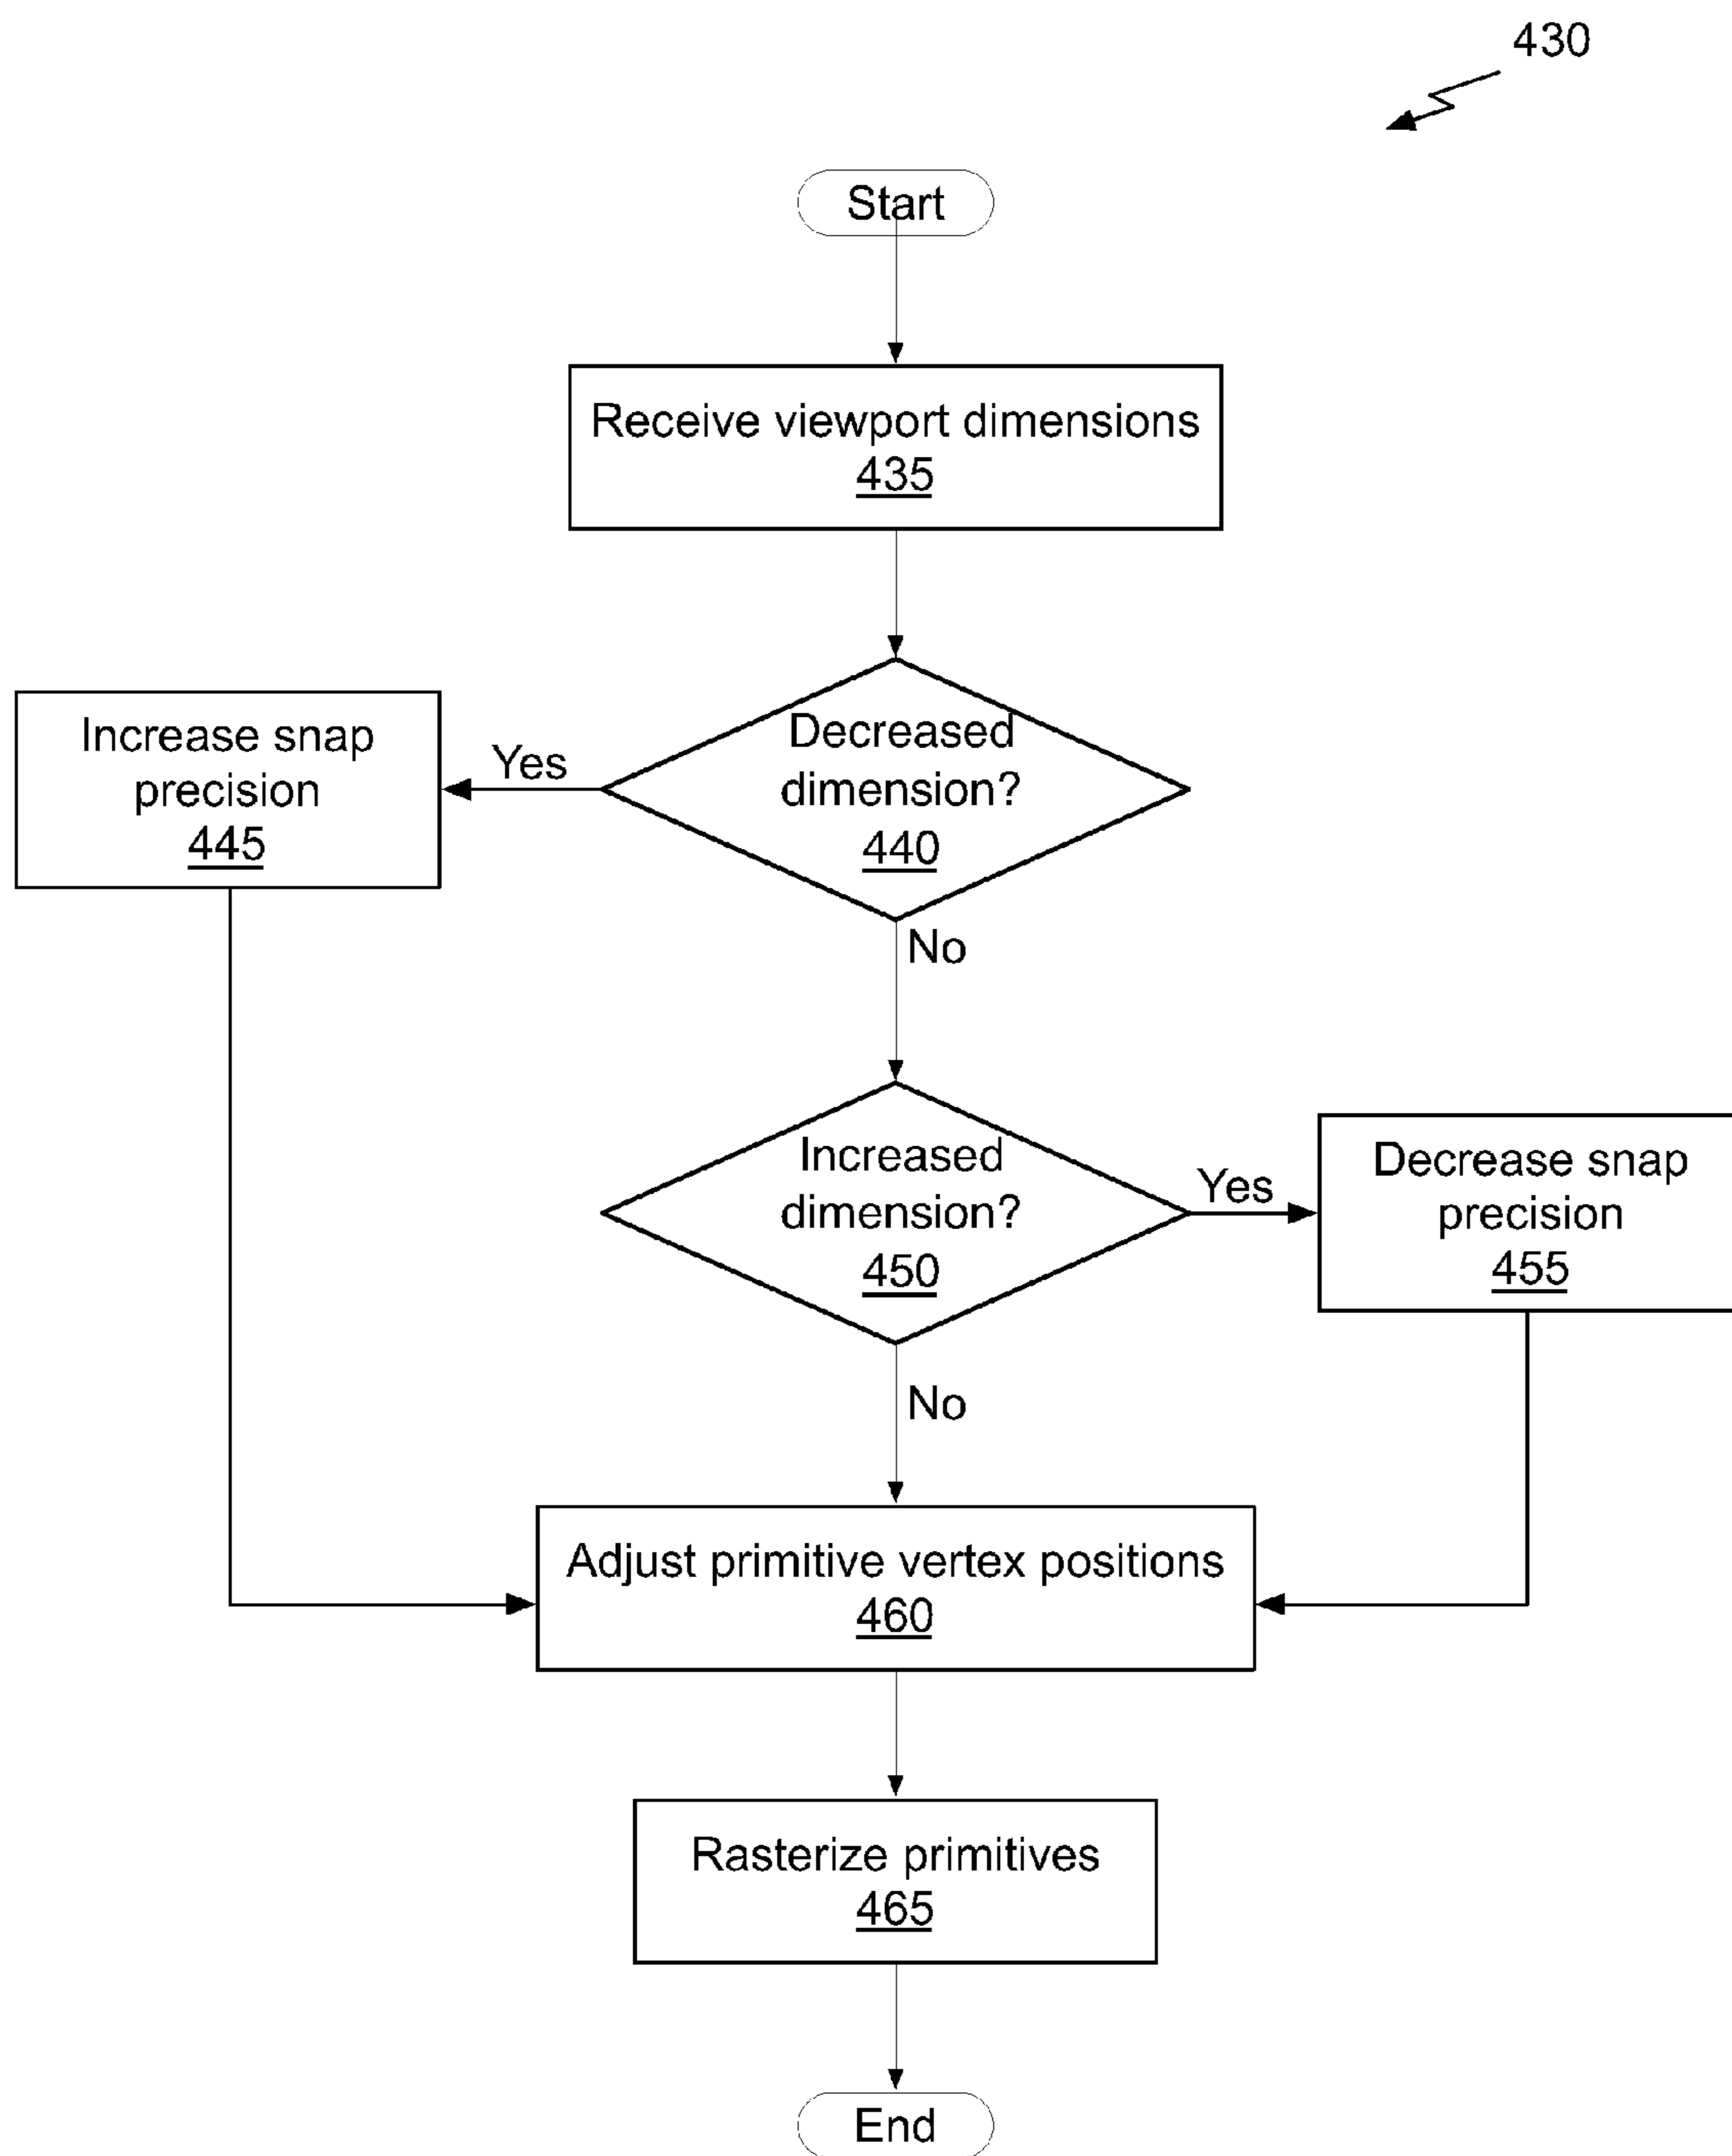 430
Start
Receive viewport dimensions
435
Decreased
dimension?
440
Yes
Increase snap
precision
445
No
Increased
dimension?
450
Yes
Decrease snap
precision
455
No
Adjust primitive vertex positions
460
Rasterize primitives
465
End